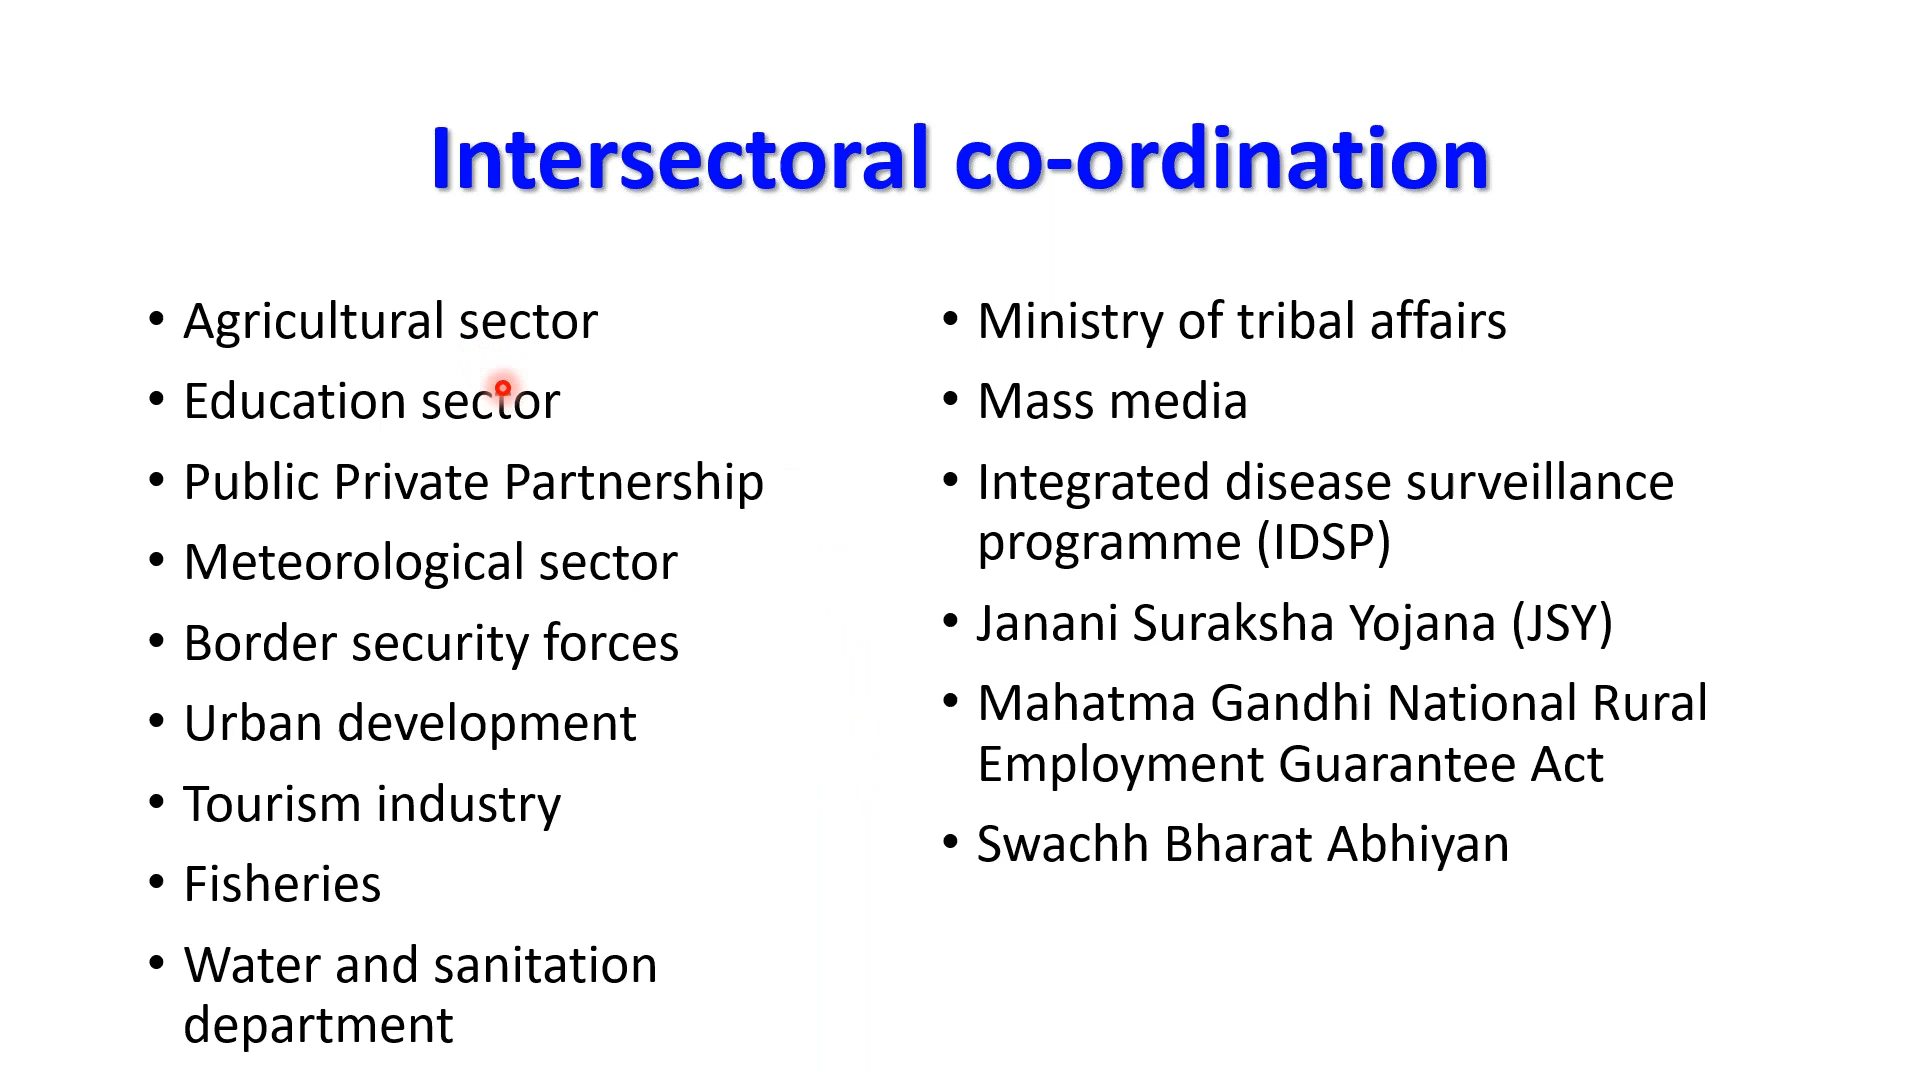 Intersectoral co-ordination
• Agricultural sector
• Education sector
• Public Private Partnership
• Meteorological sector
• Border security forces
• Urban development
• Tourism industry
• Fisheries
• Water and sanitation
department
• Ministry of tribal affairs
• Mass media
• Integrated disease surveillance
programme (IDSP)
• Janani Suraksha Yojana (JSY)
• Mahatma Gandhi National Rural
Employment Guarantee Act
• Swachh Bharat Abhiyan